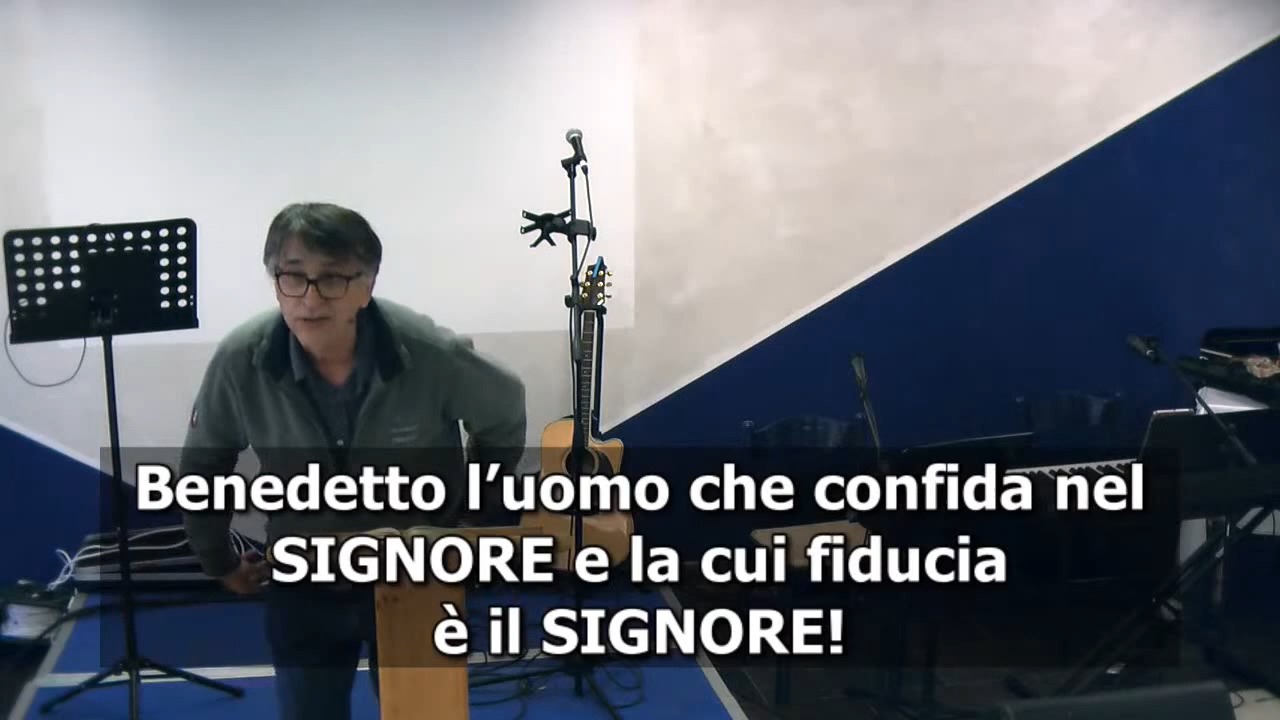 Benedetto l’uomo che confida nel
SIGNORE e la cui fiducia
è il SIGNORE!